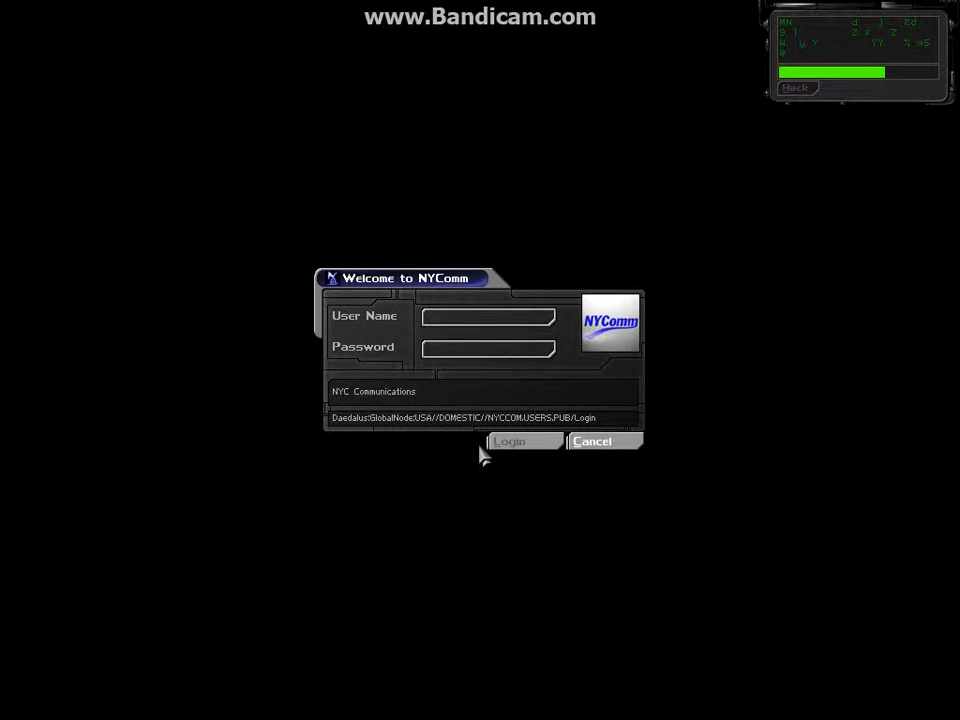 www.Bandicam.com
Hack
Welcome to NYComm
User Name
NYComm
Password
NYC Communications
Daedalus:GlobalNode:USA//DOMESTIC//NYCCOM.USERS.PUB/Login
Login
Cancel